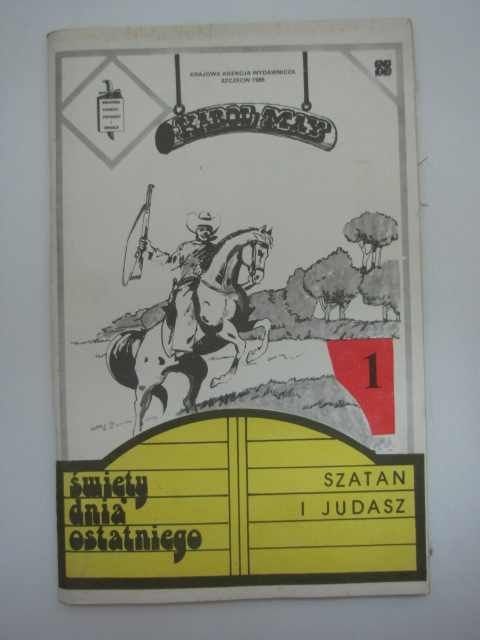 KRAJOWA AGENCJA WYDAWNICZA
SZCZECIN 1988
KAROL MAY
1
święty
dnia
ostatniego
SZATAN
I JUDASZ